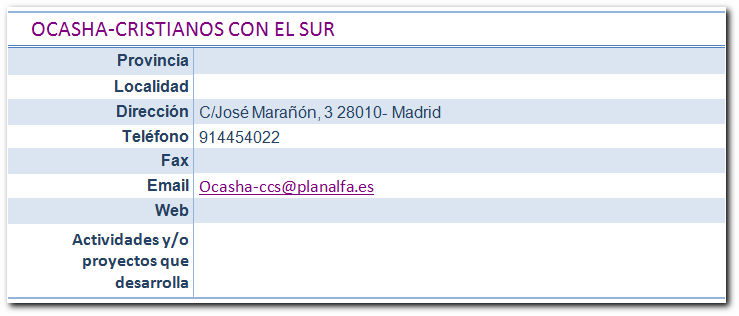 OCASHA-CRISTIANOS CON EL SUR
Provincia
Localidad
Dirección C/José Marañón, 3 28010- Madrid
Teléfono 914454022
Fax
Email Ocasha-ccs@planalfa.es
Web
Actividades y/o
proyectos que
desarrolla